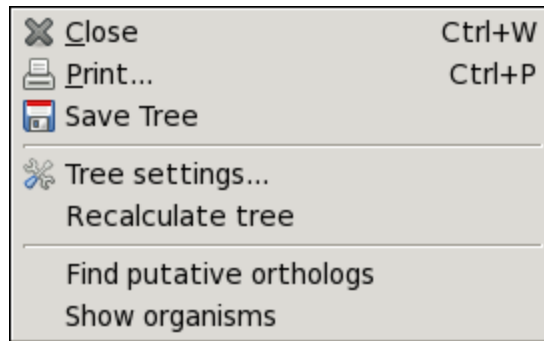 Close Ctrl+W
Print... Ctrl+P
Save Tree
Tree settings...
Recalculate tree
Find putative orthologs
Show organisms